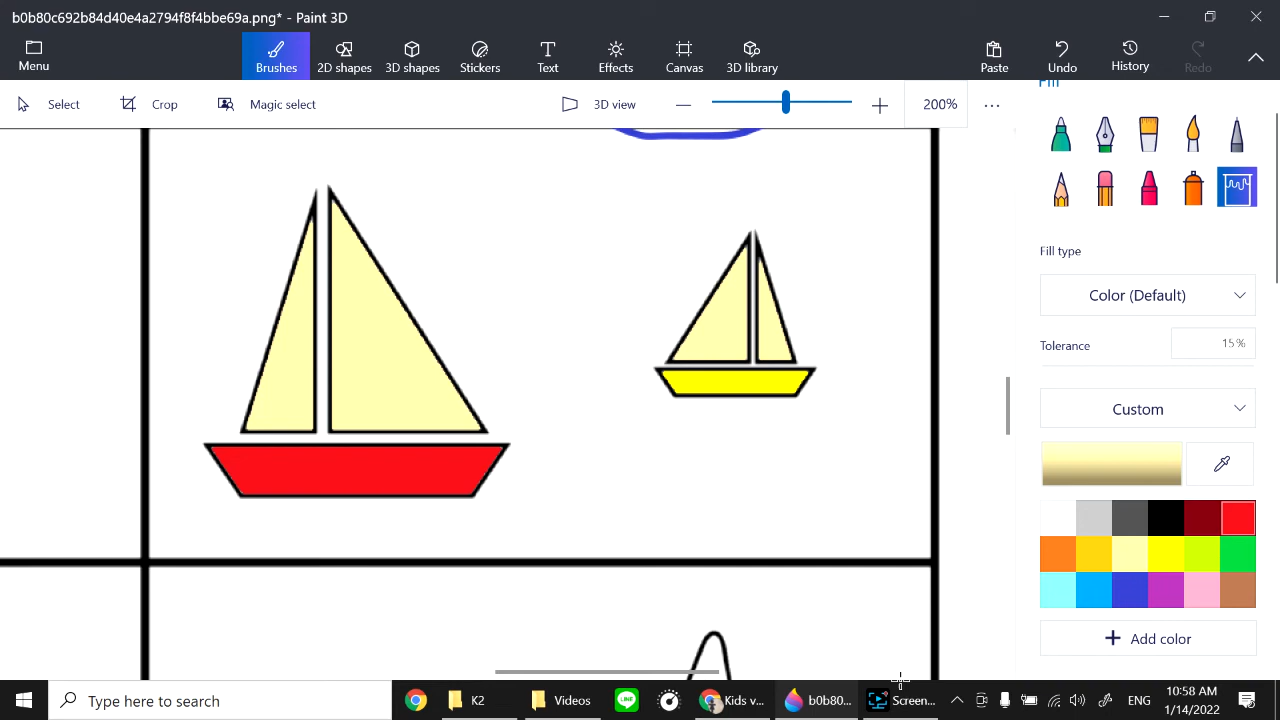 b0b80c692b84d40e4a2794f8f4bbe69a.png* - Paint 3D
Menu
Brushes 2D shapes 3D shapes Stickers Text Effects Canvas 3D library Paste Undo History Redo
Select Crop Magic select 3D view 200%
Fill
Fill type
Color (Default)
Tolerance 15%
Custom
Add color
Type here to search K2 Videos LINE Kids v... b0b80... Screen... ENG 10:58 AM
1/14/2022